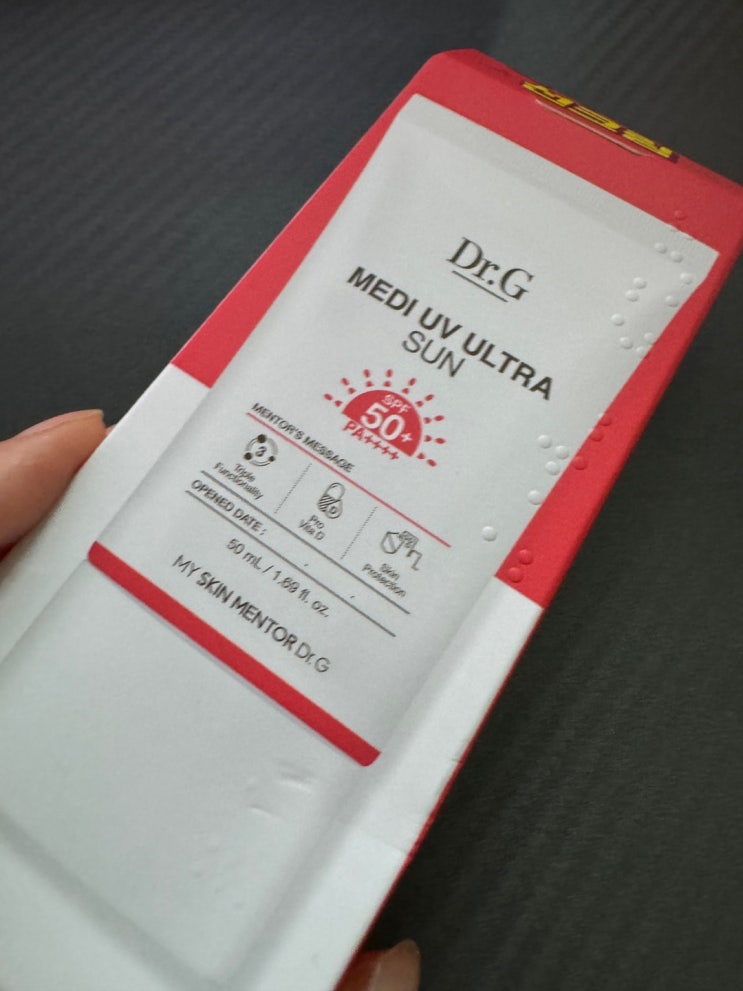 Dr.G
MEDI UV ULTRA
SUN
SPF
50+
PA++++
MENTOR'S MESSAGE
3
Triple
Functionality
D
Pro
Vita D
Skin
Protection
OPENED DATE :
50 mL / 1.69 fl. oz.
MY SKIN MENTOR Dr.G